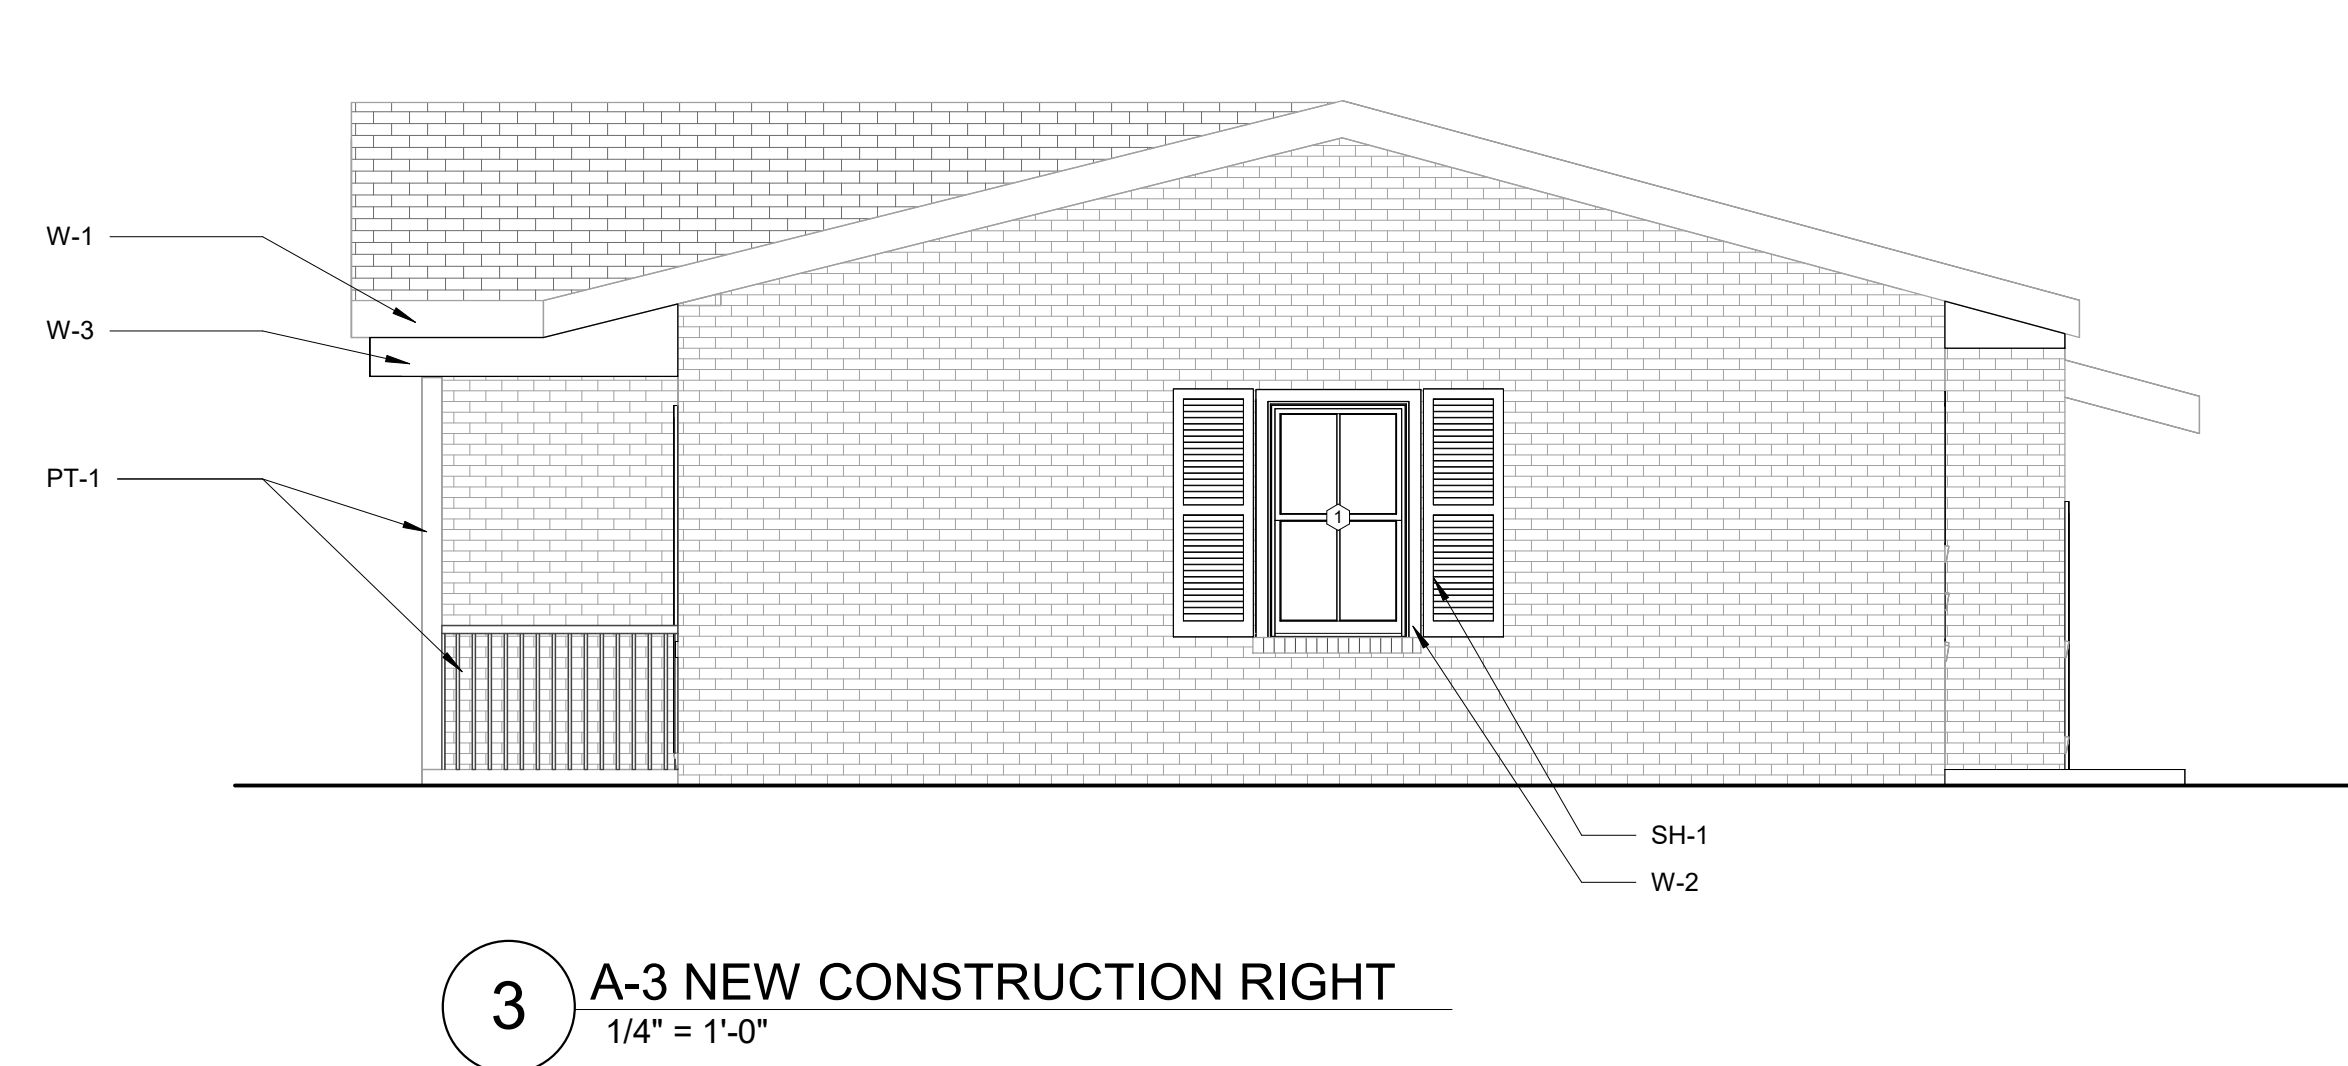 W-1
W-3
PT-1
1
SH-1
W-2
3
A-3 NEW CONSTRUCTION RIGHT
1/4" = 1'-0"